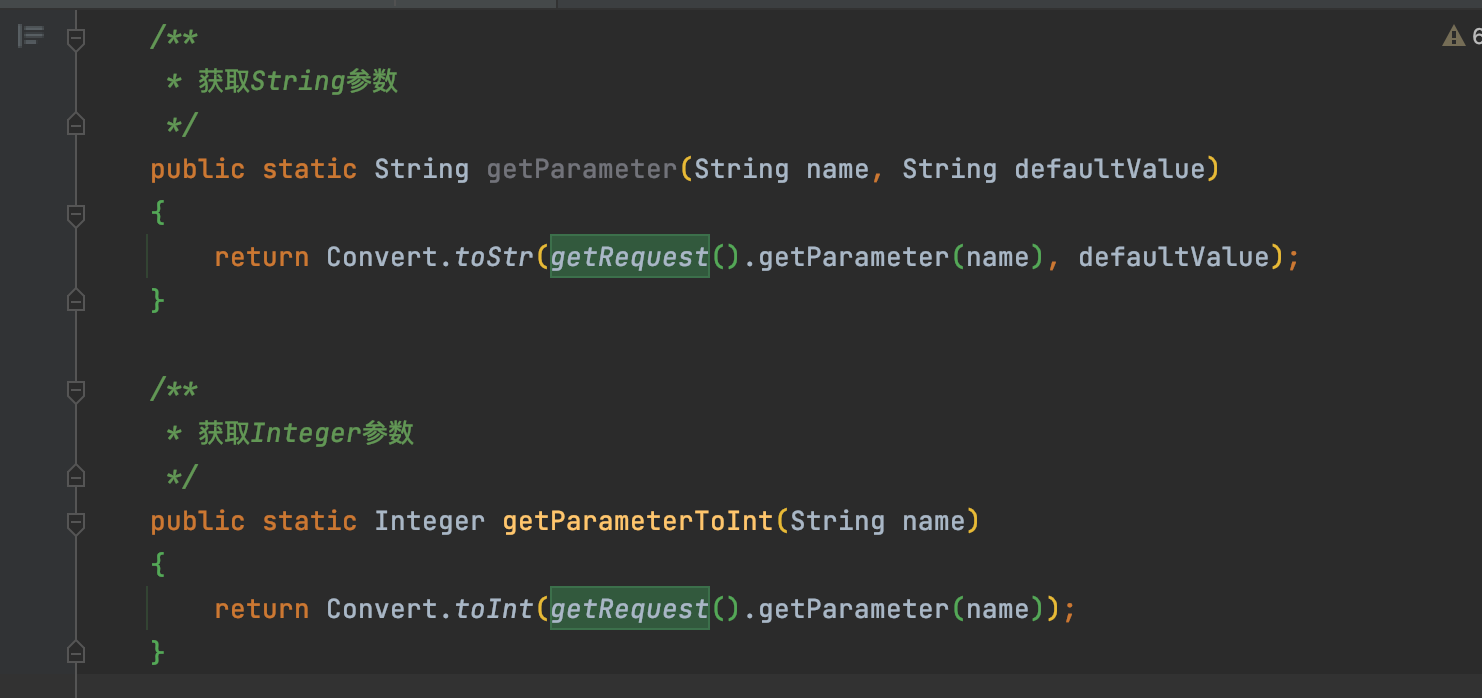 /**
* 获取String参数
*/
public static String getParameter(String name, String defaultValue)
{
return Convert.toStr(getRequest().getParameter(name), defaultValue);
}
/**
* 获取Integer参数
*/
public static Integer getParameterToInt(String name)
{
return Convert.toInt(getRequest().getParameter(name));
}